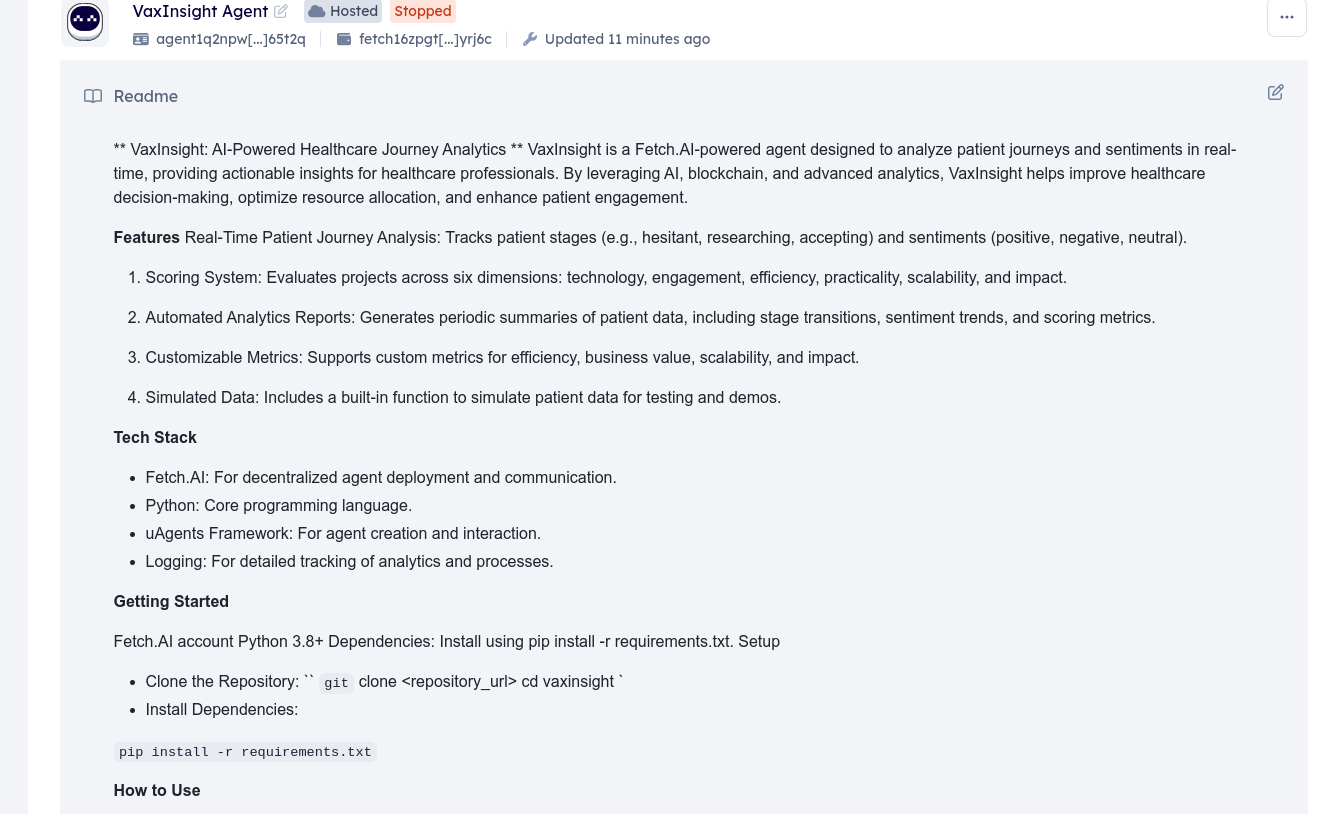 VaxInsight Agent Hosted Stopped
agent1q2npw[...]65t2q fetch16zpgt[...]yrj6c Updated 11 minutes ago
Readme
** VaxInsight: AI-Powered Healthcare Journey Analytics ** VaxInsight is a Fetch.AI-powered agent designed to analyze patient journeys and sentiments in real-
time, providing actionable insights for healthcare professionals. By leveraging AI, blockchain, and advanced analytics, VaxInsight helps improve healthcare
decision-making, optimize resource allocation, and enhance patient engagement.
Features Real-Time Patient Journey Analysis: Tracks patient stages (e.g., hesitant, researching, accepting) and sentiments (positive, negative, neutral).
1. Scoring System: Evaluates projects across six dimensions: technology, engagement, efficiency, practicality, scalability, and impact.
2. Automated Analytics Reports: Generates periodic summaries of patient data, including stage transitions, sentiment trends, and scoring metrics.
3. Customizable Metrics: Supports custom metrics for efficiency, business value, scalability, and impact.
4. Simulated Data: Includes a built-in function to simulate patient data for testing and demos.
Tech Stack
• Fetch.AI: For decentralized agent deployment and communication.
• Python: Core programming language.
• uAgents Framework: For agent creation and interaction.
• Logging: For detailed tracking of analytics and processes.
Getting Started
Fetch.AI account Python 3.8+ Dependencies: Install using pip install -r requirements.txt. Setup
• Clone the Repository: `` git clone <repository_url> cd vaxinsight `
• Install Dependencies:
pip install -r requirements.txt
How to Use